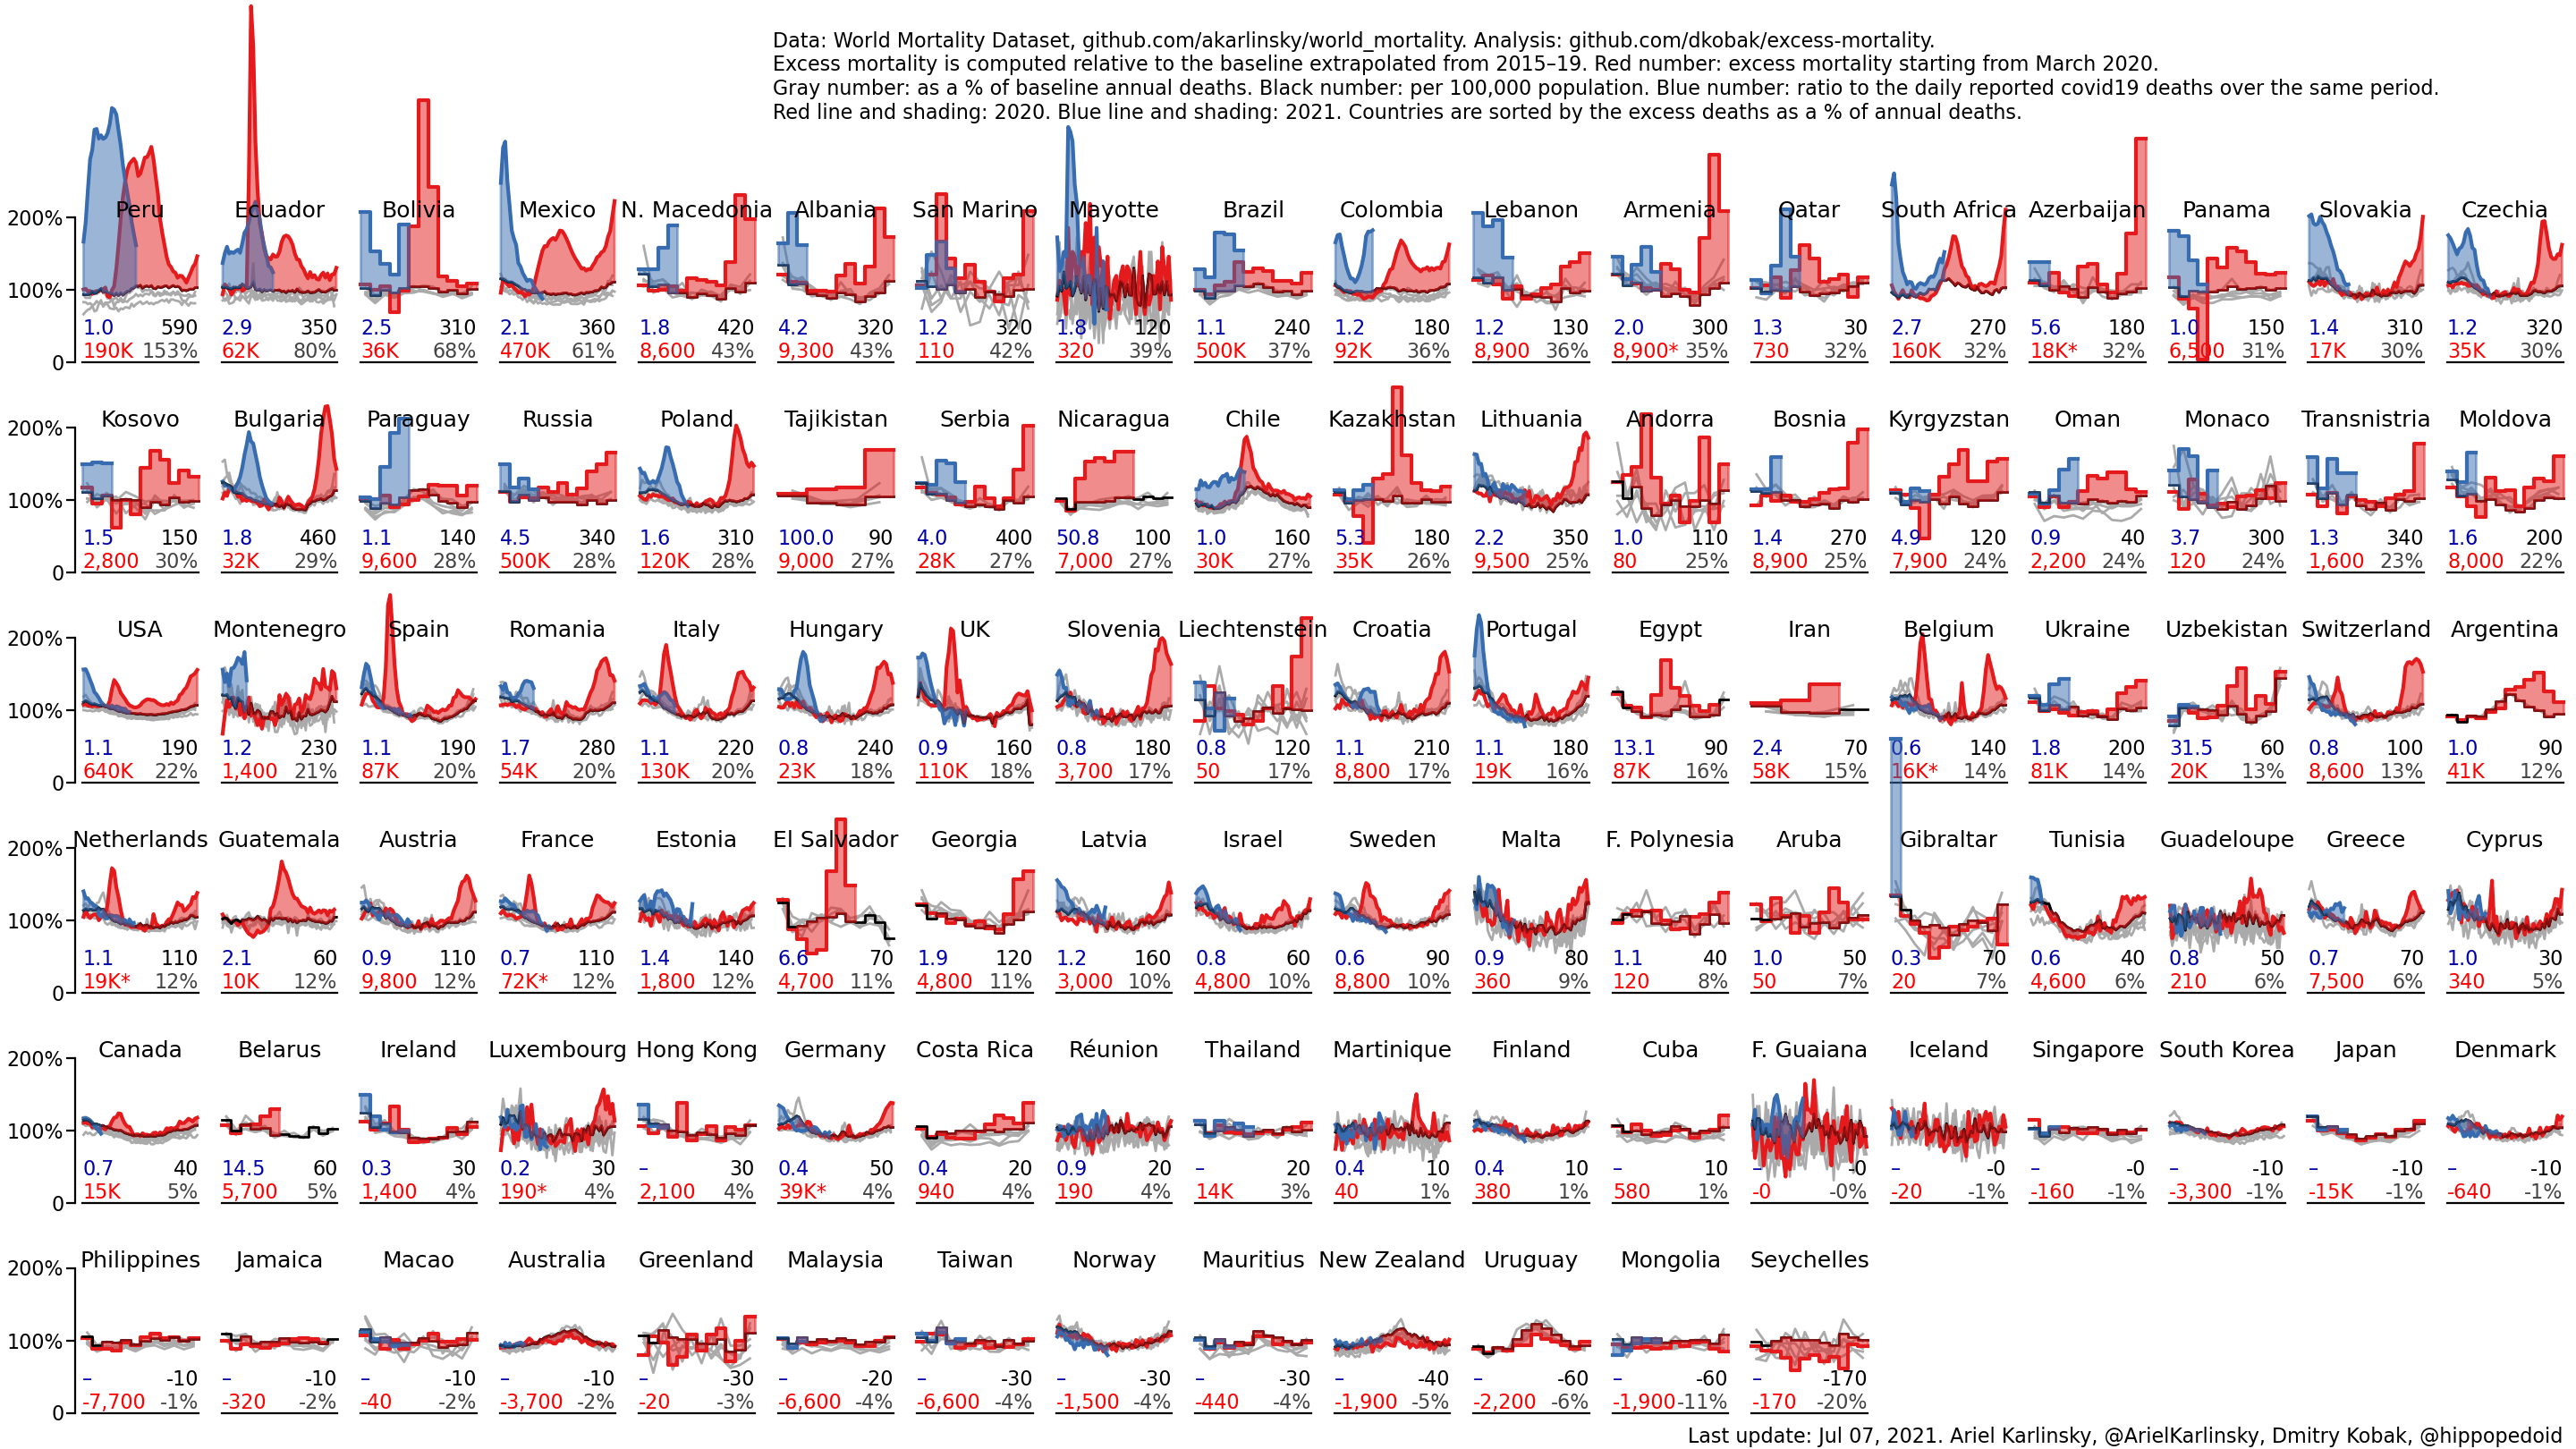 Data: World Mortality Dataset, github.com/akarlinsky/world_mortality. Analysis: github.com/dkobak/excess-mortality.
Excess mortality is computed relative to the baseline extrapolated from 2015–19. Red number: excess mortality starting from March 2020.
Gray number: as a % of baseline annual deaths. Black number: per 100,000 population. Blue number: ratio to the daily reported covid19 deaths over the same period.
Red line and shading: 2020. Blue line and shading: 2021. Countries are sorted by the excess deaths as a % of annual deaths.
200% Peru Ecuador Bolivia Mexico N. Macedonia Albania San Marino Mayotte Brazil Colombia Lebanon Armenia Qatar South Africa Azerbaijan Panama Slovakia Czechia
100%
1.0 590 2.9 350 2.5 310 2.1 360 1.8 420 4.2 320 1.2 320 1.8 120 1.1 240 1.2 180 1.2 130 2.0 300 1.3 30 2.7 270 5.6 180 1.0 150 1.4 310 1.2 320
190K 153% 62K 80% 36K 68% 470K 61% 8,600 43% 9,300 43% 110 42% 320 39% 500K 37% 92K 36% 8,900 36% 8,900* 35% 730 32% 160K 32% 18K* 32% 6,500 31% 17K 30% 35K 30%
0
200% Kosovo Bulgaria Paraguay Russia Poland Tajikistan Serbia Nicaragua Chile Kazakhstan Lithuania Andorra Bosnia Kyrgyzstan Oman Monaco Transnistria Moldova
100%
1.5 150 1.8 460 1.1 140 4.5 340 1.6 310 100.0 90 4.0 400 50.8 100 1.0 160 5.3 180 2.2 350 1.0 110 1.4 270 4.9 120 0.9 40 3.7 300 1.3 340 1.6 200
2,800 30% 32K 29% 9,600 28% 500K 28% 120K 28% 9,000 27% 28K 27% 7,000 27% 30K 27% 35K 26% 9,500 25% 80 25% 8,900 25% 7,900 24% 2,200 24% 120 24% 1,600 23% 8,000 22%
0
200% USA Montenegro Spain Romania Italy Hungary UK Slovenia Liechtenstein Croatia Portugal Egypt Iran Belgium Ukraine Uzbekistan Switzerland Argentina
100%
1.1 190 1.2 230 1.1 190 1.7 280 1.1 220 0.8 240 0.9 160 0.8 180 0.8 120 1.1 210 1.1 180 13.1 90 2.4 70 0.6 140 1.8 200 31.5 60 0.8 100 1.0 90
640K 22% 1,400 21% 87K 20% 54K 20% 130K 20% 23K 18% 110K 18% 3,700 17% 50 17% 8,800 17% 19K 16% 87K 16% 58K 15% 16K* 14% 81K 14% 20K 13% 8,600 13% 41K 12%
0
200% Netherlands Guatemala Austria France Estonia El Salvador Georgia Latvia Israel Sweden Malta F. Polynesia Aruba Gibraltar Tunisia Guadeloupe Greece Cyprus
100%
1.1 110 2.1 60 0.9 110 0.7 110 1.4 140 6.6 70 1.9 120 1.2 160 0.8 60 0.6 90 0.9 80 1.1 40 1.0 50 0.3 70 0.6 40 0.8 50 0.7 70 1.0 30
19K* 12% 10K 12% 9,800 12% 72K* 12% 1,800 12% 4,700 11% 4,800 11% 3,000 10% 4,800 10% 8,800 10% 360 9% 120 8% 50 7% 20 7% 4,600 6% 210 6% 7,500 6% 340 5%
0
200% Canada Belarus Ireland Luxembourg Hong Kong Germany Costa Rica Réunion Thailand Martinique Finland Cuba F. Guaiana Iceland Singapore South Korea Japan Denmark
100%
0.7 40 14.5 60 0.3 30 0.2 30 – 30 0.4 50 0.4 20 0.9 20 – 20 0.4 10 0.4 10 – 10 – -0 – -0 – -0 – -10 – -10 – -10
15K 5% 5,700 5% 1,400 4% 190* 4% 2,100 4% 39K* 4% 940 4% 190 4% 14K 3% 40 1% 380 1% 580 1% -0 -0% -20 -1% -160 -1% -3,300 -1% -15K -1% -640 -1%
0
200% Philippines Jamaica Macao Australia Greenland Malaysia Taiwan Norway Mauritius New Zealand Uruguay Mongolia Seychelles
100%
– -10 – -10 – -10 – -10 – -30 – -20 – -30 – -30 – -30 – -40 – -60 – -60 – -170
-7,700 -1% -320 -2% -40 -2% -3,700 -2% -20 -3% -6,600 -4% -6,600 -4% -1,500 -4% -440 -4% -1,900 -5% -2,200 -6% -1,900 -11% -170 -20%
0
Last update: Jul 07, 2021. Ariel Karlinsky, @ArielKarlinsky, Dmitry Kobak, @hippopedoid